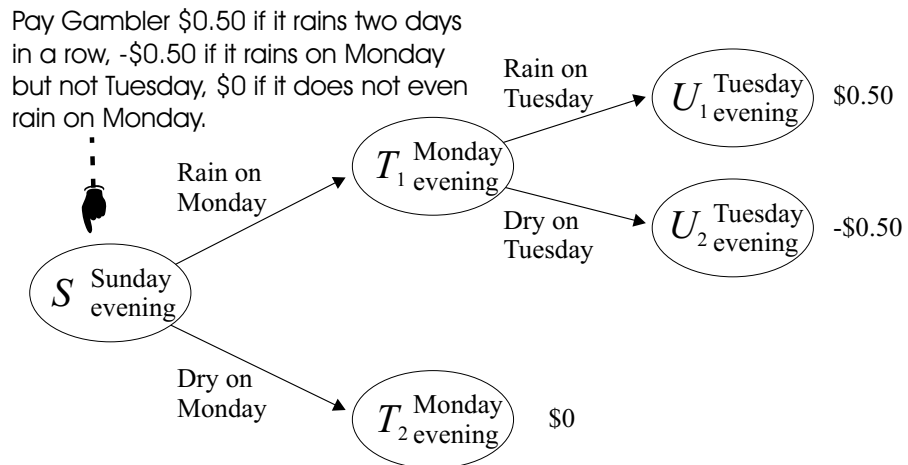 Pay Gambler $0.50 if it rains two days
in a row, -$0.50 if it rains on Monday
but not Tuesday, $0 if it does not even
rain on Monday.
Rain on
Tuesday
U1 Tuesday
evening
$0.50
Rain on
Monday
T1 Monday
evening
Dry on
Tuesday
U2 Tuesday
evening
-$0.50
S Sunday
evening
Dry on
Monday
T2 Monday
evening
$0